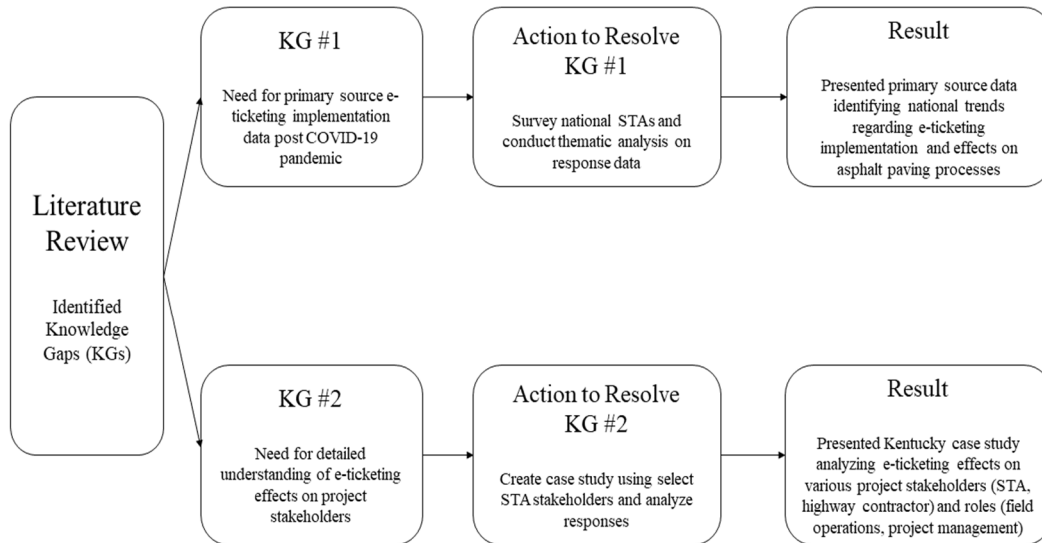 Literature
Review
Identified
Knowledge
Gaps (KGs)
KG #1
Need for primary source e-
ticketing implementation
data post COVID-19
pandemic
Action to Resolve
KG #1
Survey national STAs and
conduct thematic analysis on
response data
Result
Presented primary source data
identifying national trends
regarding e-ticketing
implementation and effects on
asphalt paving processes
KG #2
Need for detailed
understanding of e-ticketing
effects on project
stakeholders
Action to Resolve
KG #2
Create case study using select
STA stakeholders and analyze
responses
Result
Presented Kentucky case study
analyzing e-ticketing effects on
various project stakeholders (STA,
highway contractor) and roles (field
operations, project management)